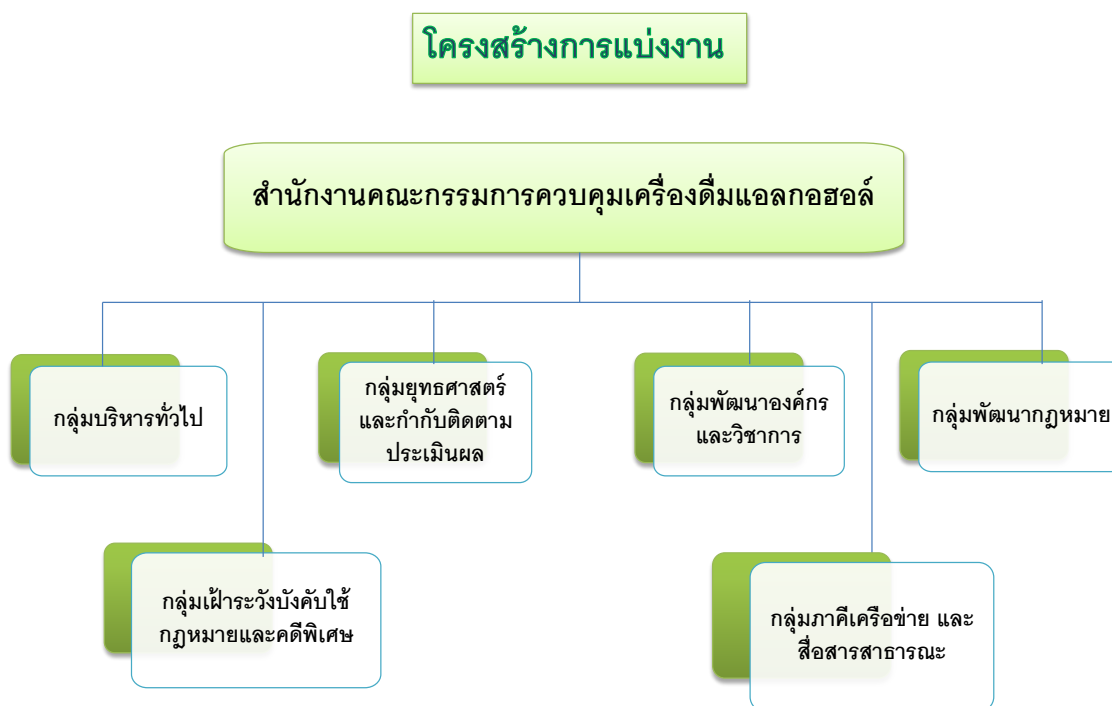 โครงสร้างการแบ่งงาน
สำนักงานคณะกรรมการควบคุมเครื่องดื่มแอลกอฮอล์
กลุ่มบริหารทั่วไป
กลุ่มยุทธศาสตร์
และกำกับติดตาม
ประเมินผล
กลุ่มพัฒนาองค์กร
และวิชาการ
กลุ่มพัฒนากฎหมาย
กลุ่มเฝ้าระวังบังคับใช้
กฎหมายและคดีพิเศษ
กลุ่มภาคีเครือข่าย และ
สื่อสารสาธารณะ